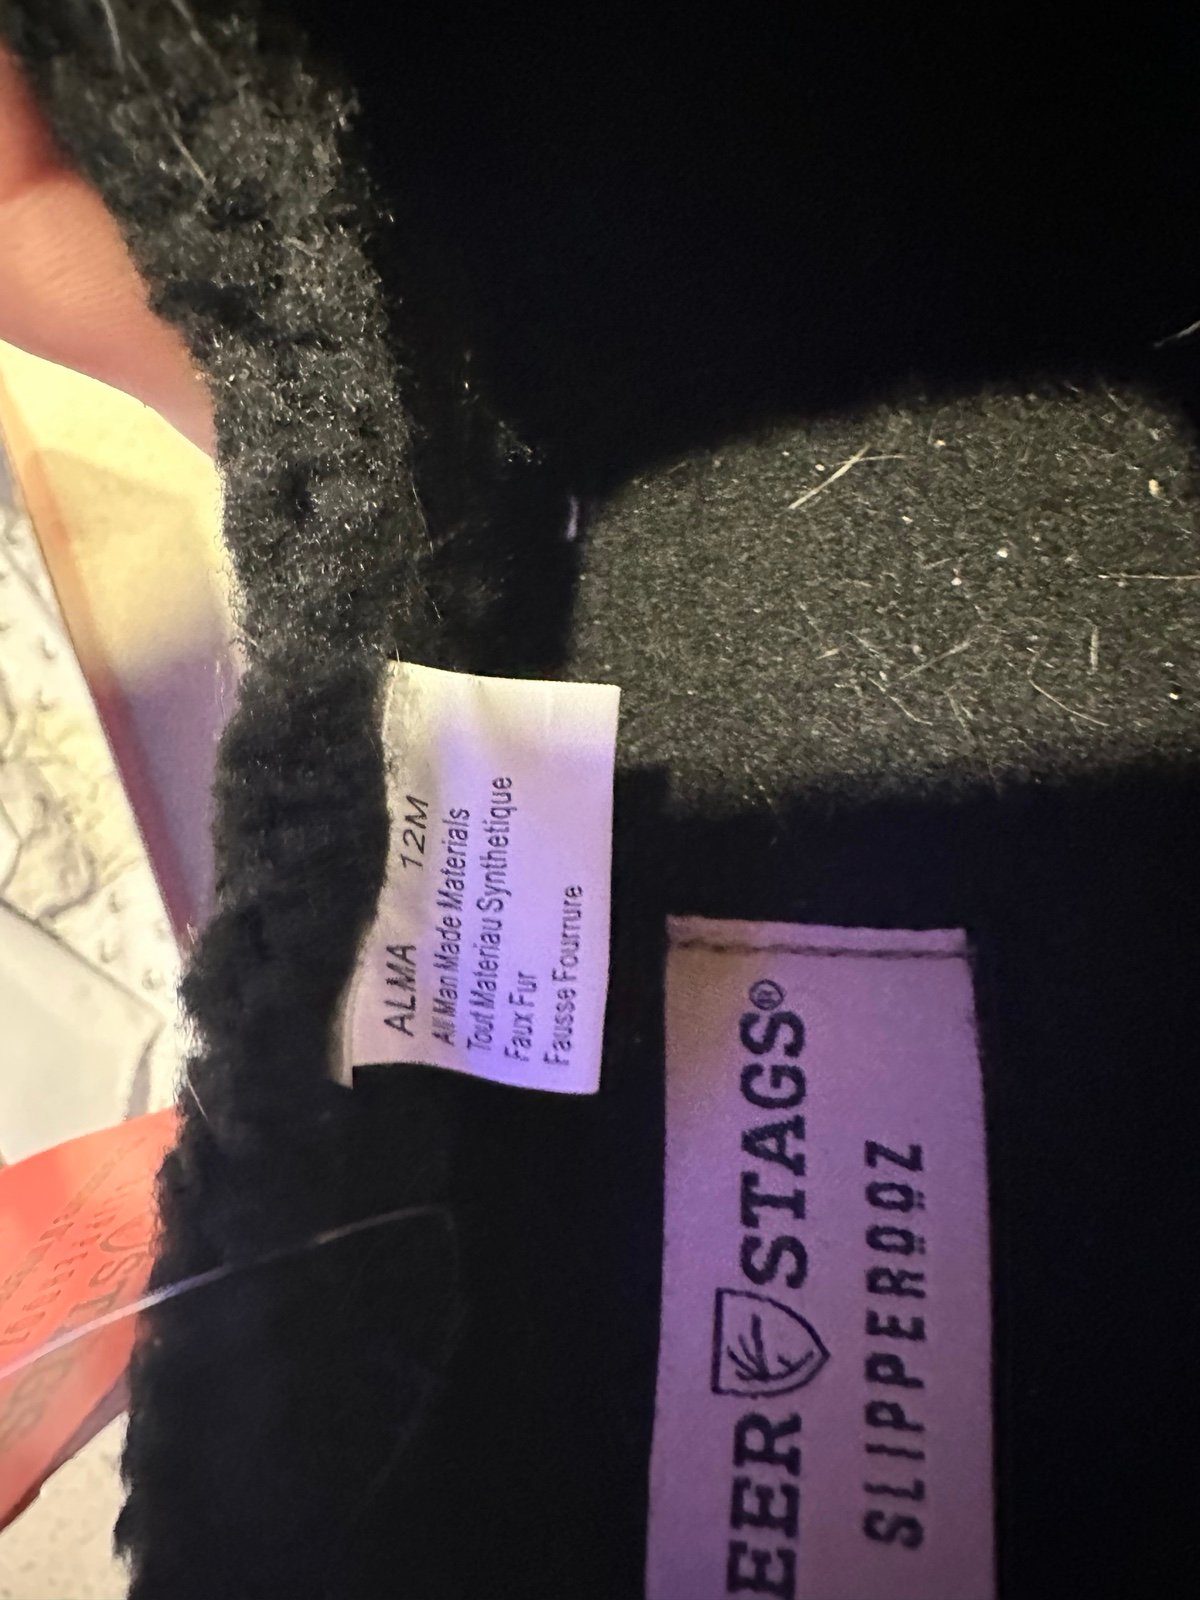 ALMA 12M
All Man Made Materials
Tout Materiau Synthetique
Faux Fur
Fausse Fourrure
EER STAGS®
SLIPPEROOZ